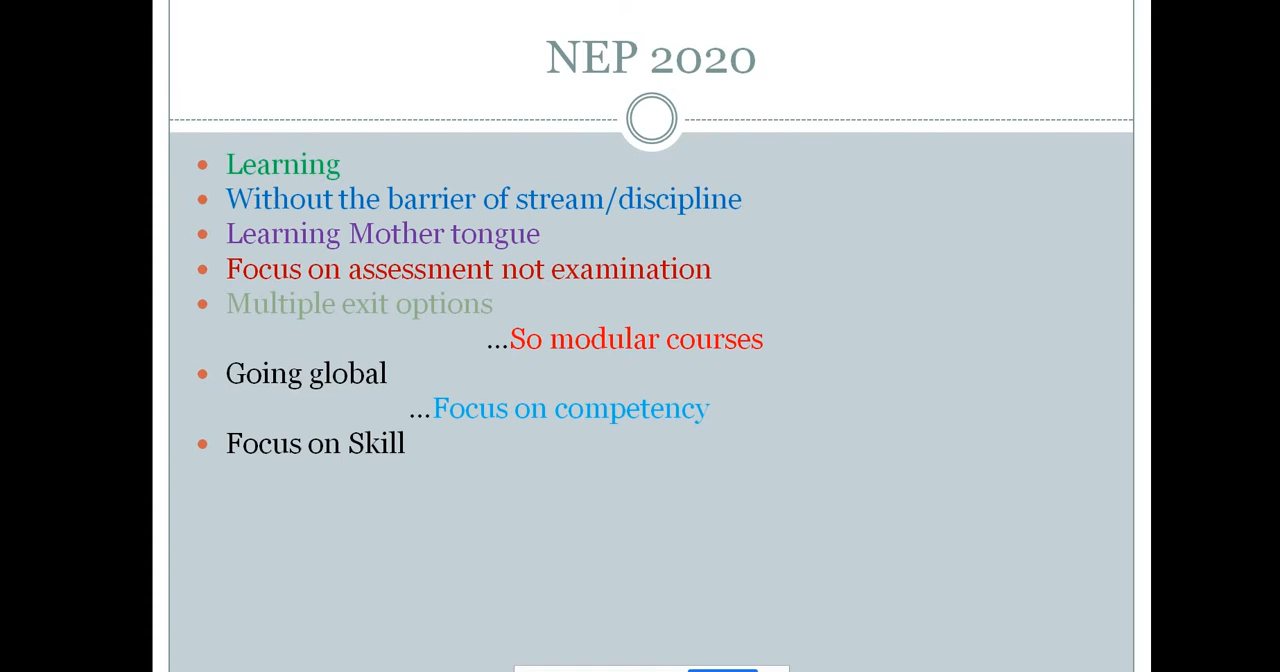 NEP 2020
Learning
Without the barrier of stream/discipline
Learning Mother tongue
Focus on assessment not examination
Multiple exit options
...So modular courses
Going global
...Focus on competency
Focus on Skill